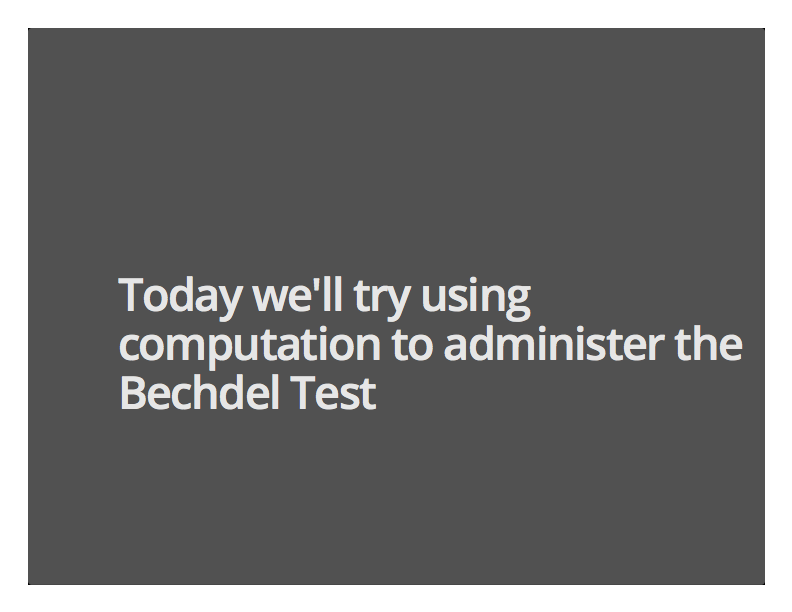 Today we'll try using
computation to administer the
Bechdel Test